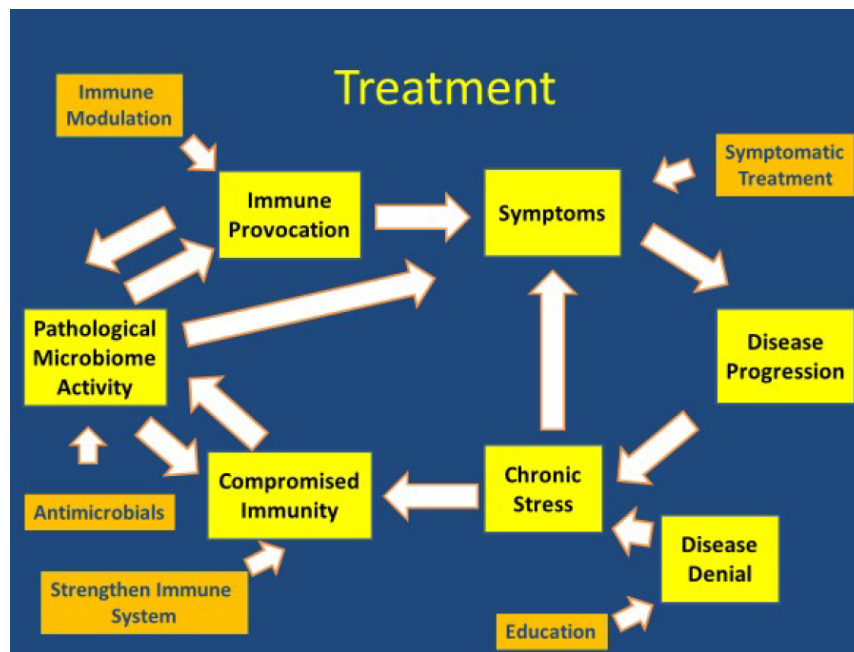 Treatment
Immune
Modulation
Symptomatic
Treatment
Immune
Provocation
Symptoms
Pathological
Microbiome
Activity
Disease
Progression
Compromised
Immunity
Chronic
Stress
Antimicrobials
Disease
Denial
Strengthen Immune
System
Education